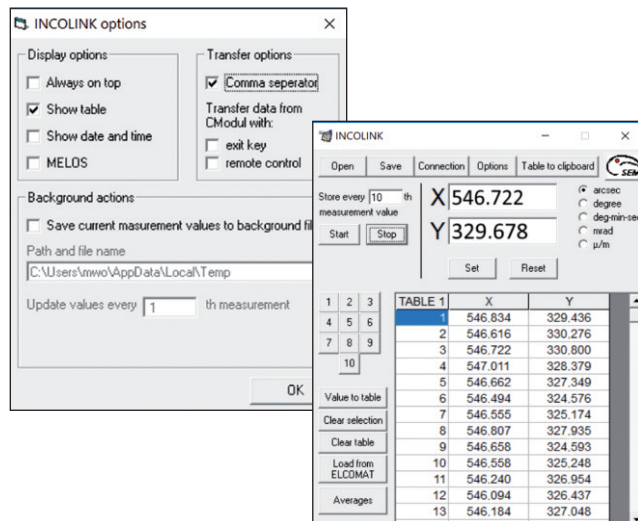 INCOLINK options
Display options
Always on top
Show table
Show date and time
MELOS
Transfer options
Comma seperator
Transfer data from
CModul with:
exit key
remote control
Background actions
Save current masurement values to background fil
Path and file name
C:\Users\mwo\AppData\Local\Temp
Update values every 1 th measurement
OK
INCOLINK
Open Save Connection Options Table to clipboard
SEM
Store every 10 th
measurement value
Start Stop
X 546.722
Y 329.678
Set Reset
arcsec
degree
deg-min-sec
mrad
µ/m
1 2 3
4 5 6
7 8 9
10
Value to table
Clear selection
Clear table
Load from
ELCOMAT
Averages
TABLE 1 X Y
1 546.834 329.436
2 546.616 330.276
3 546.722 330.800
4 547.011 328.379
5 546.662 327.349
6 546.494 324.576
7 546.555 325.174
8 546.807 327.935
9 546.658 324.593
10 546.558 325.248
11 546.240 326.954
12 546.094 326.437
13 546.184 327.048